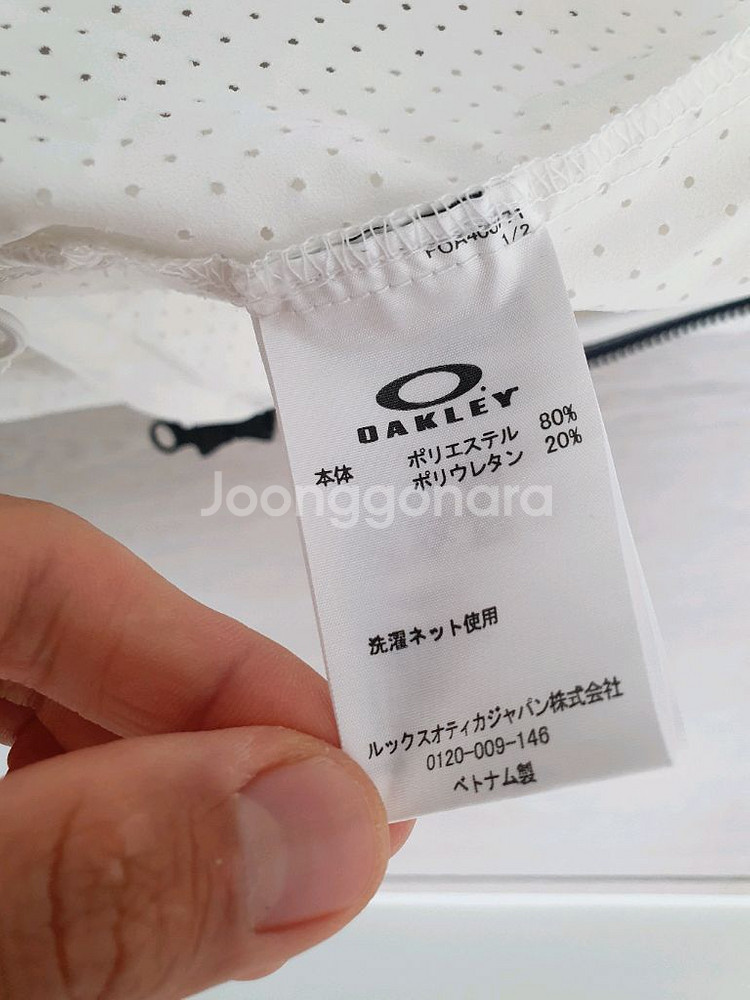 1/2
OAKLEY
本体 ポリエステル 80%
ポリウレタン 20%
Joonggonara
洗濯ネット使用
ルックスオティカジャパン株式会社
0120-009-146
ベトナム製